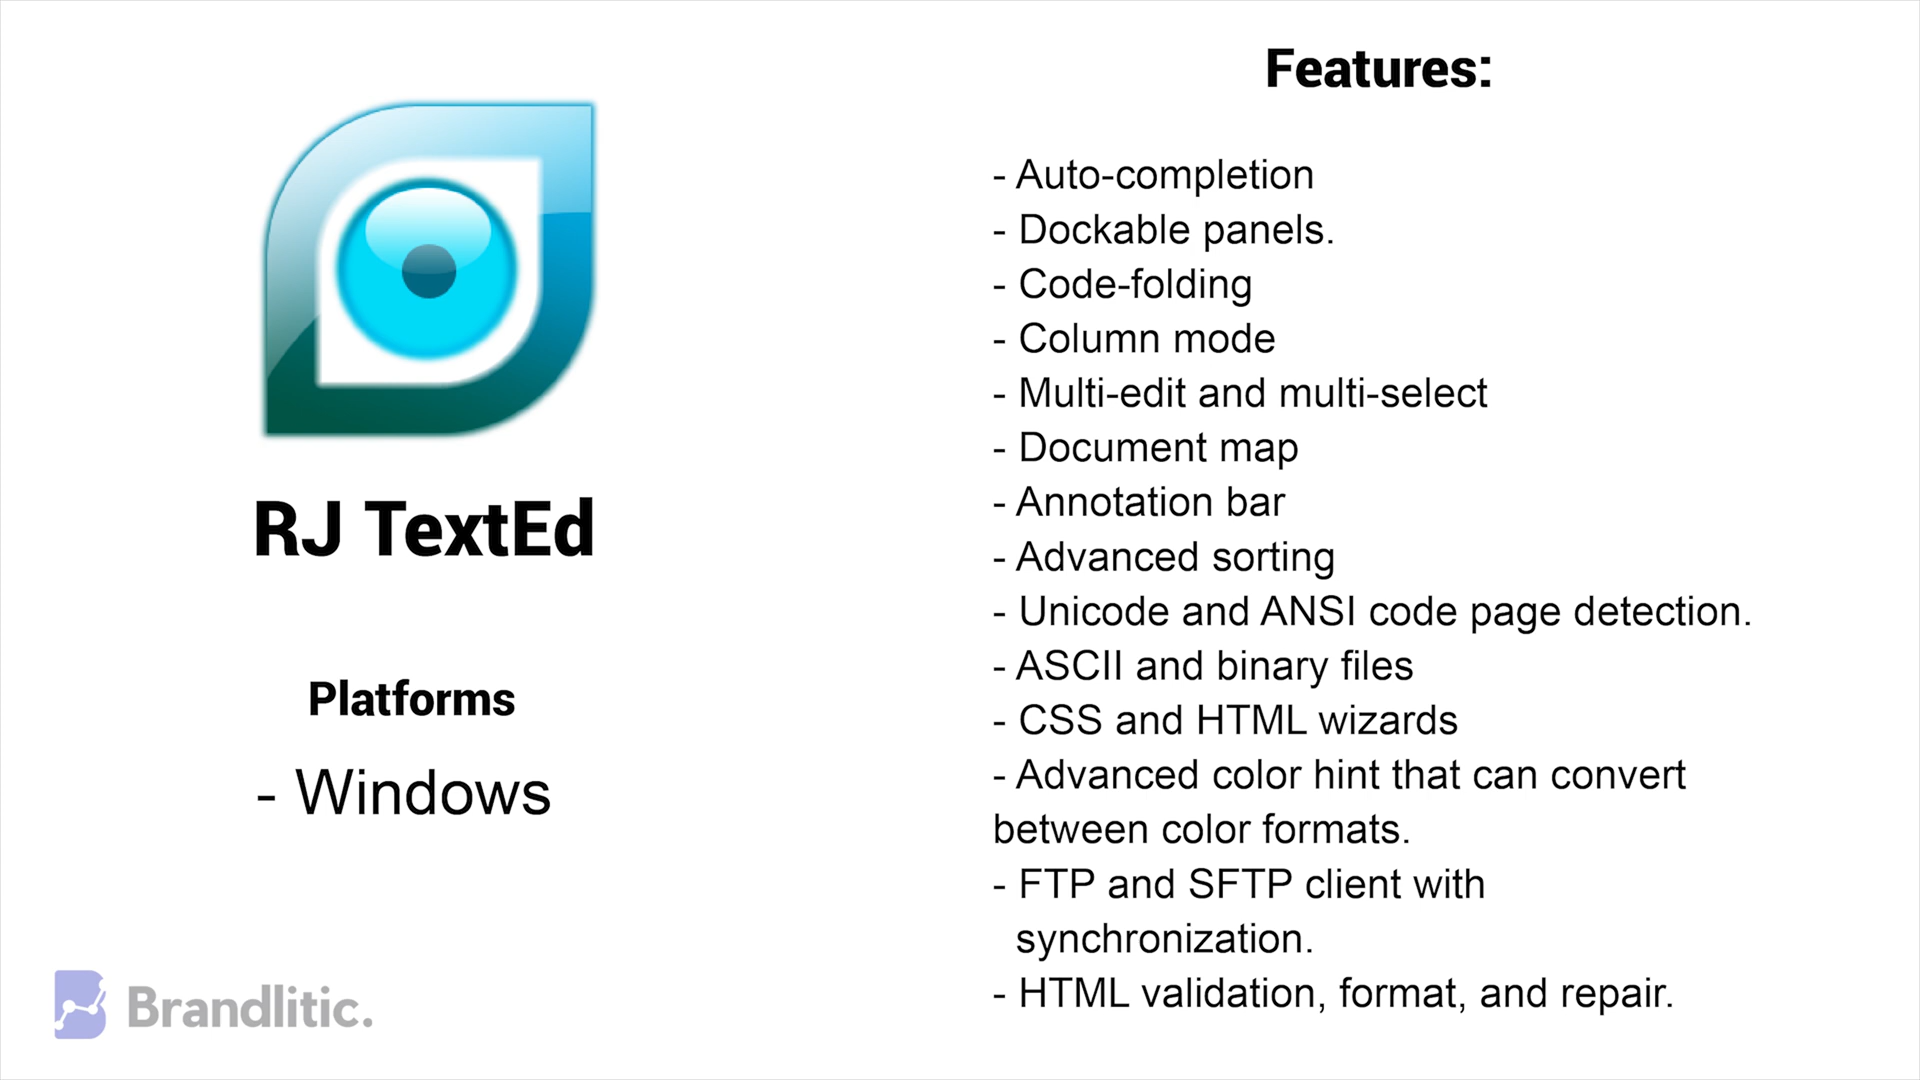 RJ TextEd
Platforms
- Windows
Features:
- Auto-completion
- Dockable panels.
- Code-folding
- Column mode
- Multi-edit and multi-select
- Document map
- Annotation bar
- Advanced sorting
- Unicode and ANSI code page detection.
- ASCII and binary files
- CSS and HTML wizards
- Advanced color hint that can convert
between color formats.
- FTP and SFTP client with
synchronization.
- HTML validation, format, and repair.
Brandlitic.